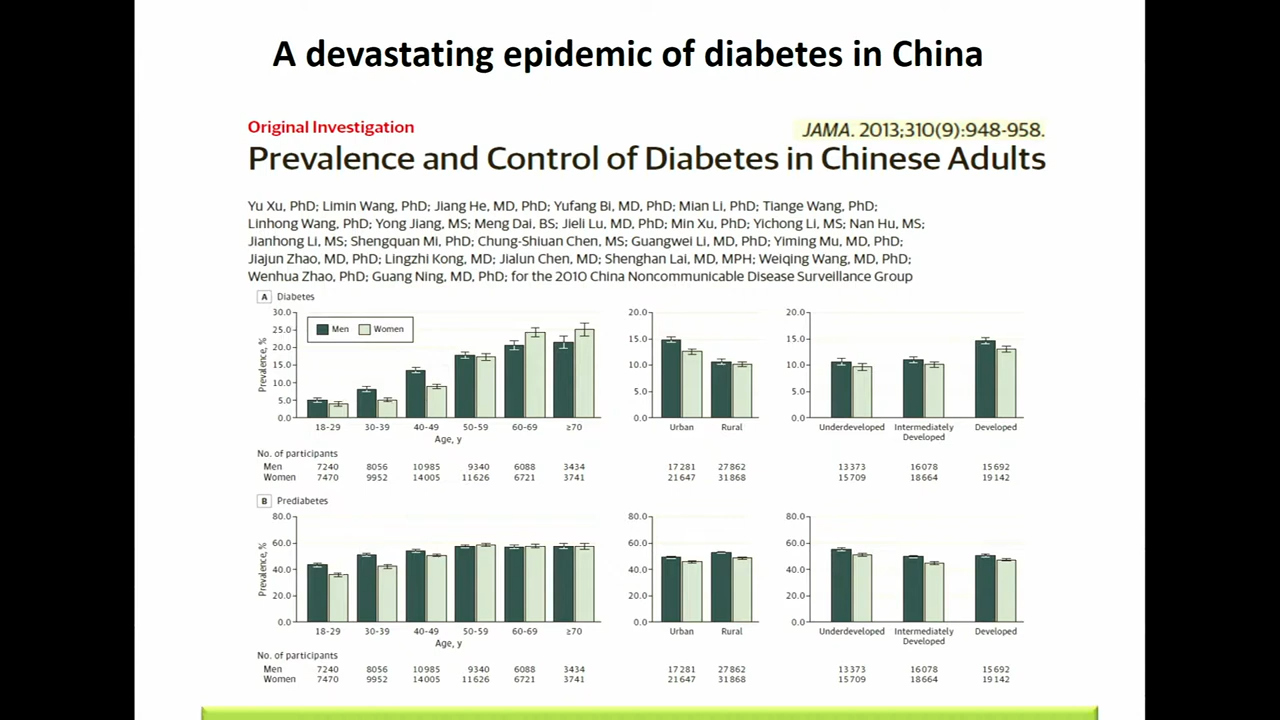 A devastating epidemic of diabetes in China
Original Investigation
JAMA. 2013;310(9):948-958.
Prevalence and Control of Diabetes in Chinese Adults
Yu Xu, PhD; Limin Wang, PhD; Jiang He, MD, PhD; Yufang Bi, MD, PhD; Mian Li, PhD; Tiange Wang, PhD;
Linhong Wang, PhD; Yong Jiang, MS; Meng Dai, BS; Jieli Lu, MD, PhD; Min Xu, PhD; Yichong Li, MS; Nan Hu, MS;
Jianhong Li, MS; Shengquan Mi, PhD; Chung-Shiuan Chen, MS; Guangwei Li, MD, PhD; Yiming Mu, MD, PhD;
Jiajun Zhao, MD, PhD; Lingzhi Kong, MD; Jialun Chen, MD; Shenghan Lai, MD, MPH; Weiqing Wang, MD, PhD;
Wenhua Zhao, PhD; Guang Ning, MD, PhD; for the 2010 China Noncommunicable Disease Surveillance Group
A Diabetes
Prevalence, %
30.0
25.0
20.0
15.0
10.0
5.0
0.0
Men Women
18-29 30-39 40-49 50-59 60-69 ≥70
Age, y
20.0
15.0
10.0
5.0
0.0
Urban Rural
20.0
15.0
10.0
5.0
0.0
Underdeveloped Intermediately Developed
Developed
No. of participants
Men 7240 8056 10985 9340 6088 3434 17281 27862 13373 16078 15692
Women 7470 9952 14005 11626 6721 3741 21647 31868 15709 18664 19142
B Prediabetes
Prevalence, %
80.0
60.0
40.0
20.0
0.0
18-29 30-39 40-49 50-59 60-69 ≥70
Age, y
80.0
60.0
40.0
20.0
0.0
Urban Rural
80.0
60.0
40.0
20.0
0.0
Underdeveloped Intermediately Developed
Developed
No. of participants
Men 7240 8056 10985 9340 6088 3434 17281 27862 13373 16078 15692
Women 7470 9952 14005 11626 6721 3741 21647 31868 15709 18664 19142